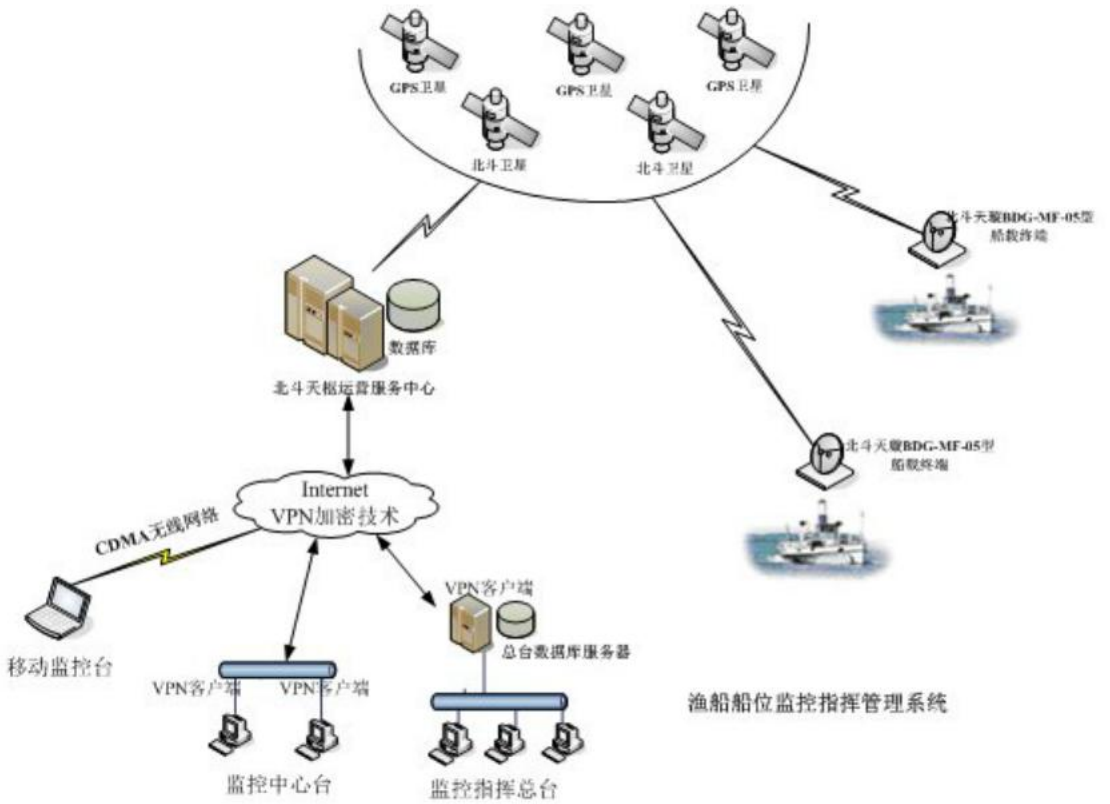 GPS卫星
GPS卫星
GPS卫星
北斗卫星
北斗卫星
北斗天璇BDG-MF-05型
船载终端
数据库
北斗天枢运营服务中心
北斗天璇BDG-MF-05型
船载终端
Internet
VPN加密技术
CDMA无线网络
VPN客户端
总台数据库服务器
移动监控台
VPN客户端
VPN客户端
渔船船位监控指挥管理系统
监控中心台
监控指挥总台